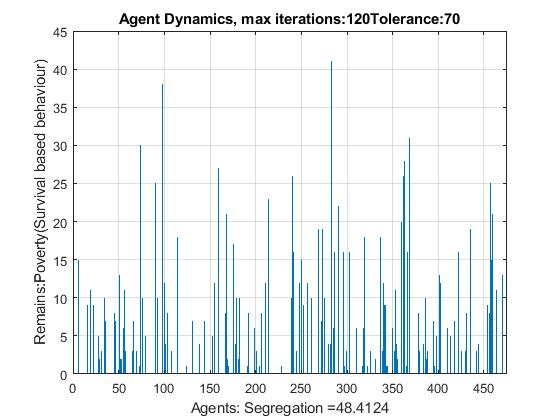 Agent Dynamics, max iterations:120Tolerance:70
45
40
35
30
25
20
15
10
5
0
Remains:Poverty(Survival based behaviour)
0 50 100 150 200 250 300 350 400 450
Agents: Segregation =48.4124